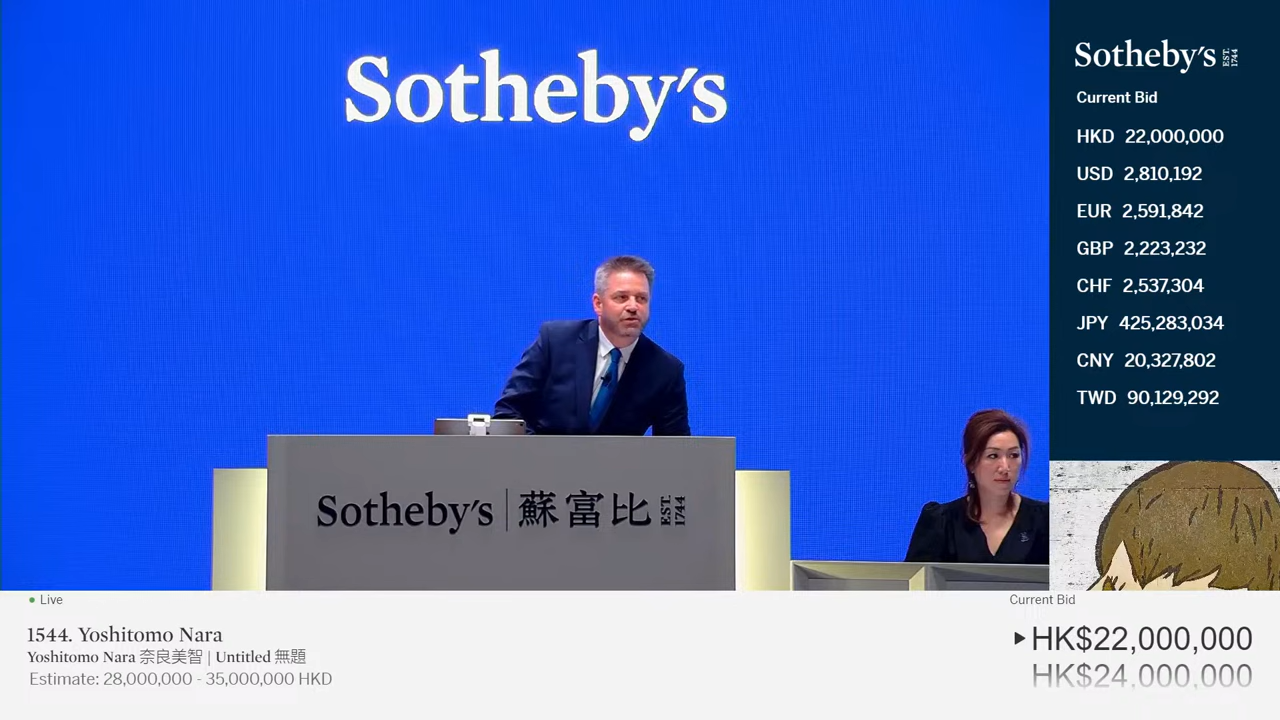 Sotheby's
Sotheby's EST. 1744
Current Bid
HKD 22,000,000
USD 2,810,192
EUR 2,591,842
GBP 2,223,232
CHF 2,537,304
JPY 425,283,034
CNY 20,327,802
TWD 90,129,292
Sotheby's | 蘇富比 EST. 1744
Live
1544. Yoshitomo Nara
Yoshitomo Nara 奈良美智 | Untitled 無題
Estimate: 28,000,000 - 35,000,000 HKD
Current Bid
HK$22,000,000
HK$24,000,000